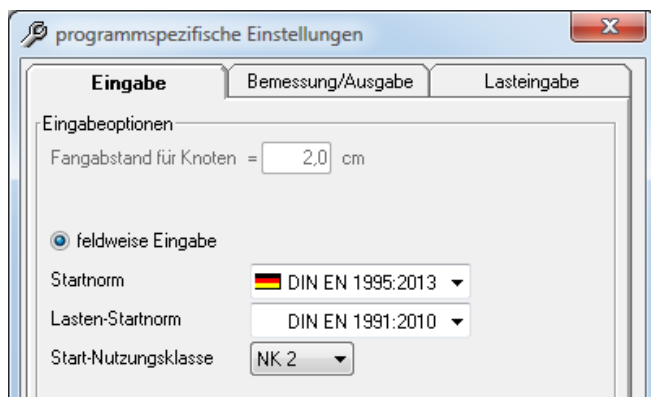 programmspezifische Einstellungen
Eingabe Bemessung/Ausgabe Lasteingabe
Eingabeoptionen
Fangabstand für Knoten = 2,0 cm
feldweise Eingabe
Startnorm DIN EN 1995:2013
Lasten-Startnorm DIN EN 1991:2010
Start-Nutzungsklasse NK 2